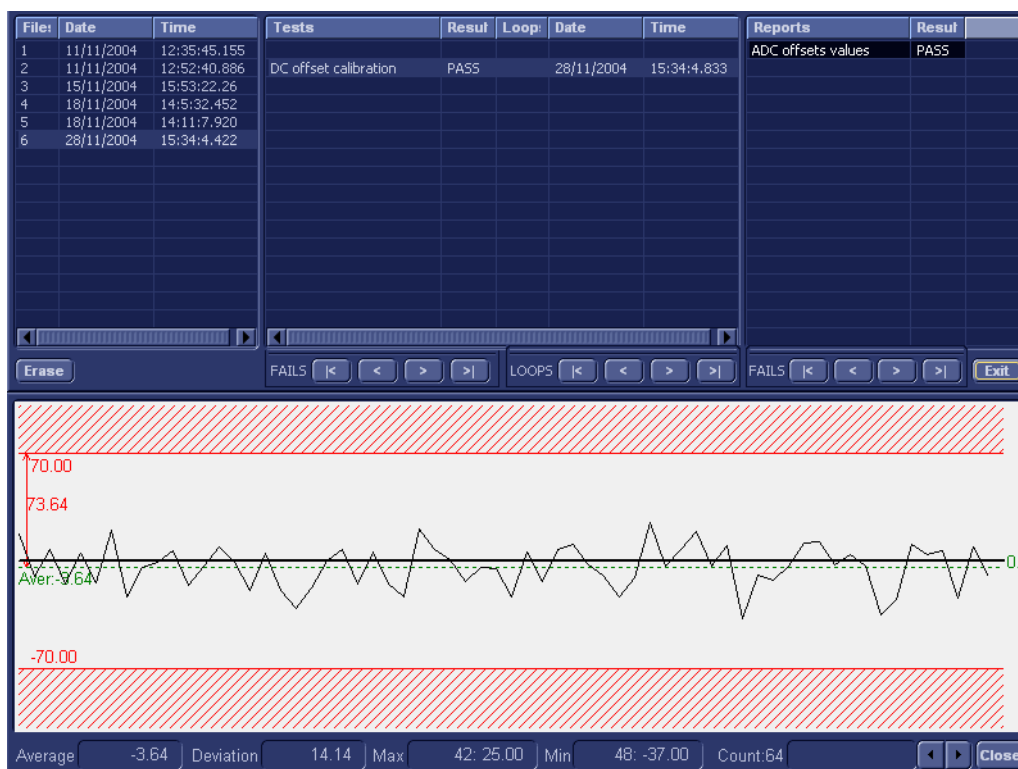 File: Date Time Tests Resul Loop: Date Time Reports Resul
1 11/11/2004 12:35:45.155 ADC offsets values PASS
2 11/11/2004 12:52:40.886 DC offset calibration PASS 28/11/2004 15:34:4.833
3 15/11/2004 15:53:22.26
4 18/11/2004 14:5:32.452
5 18/11/2004 14:11:7.920
6 28/11/2004 15:34:4.422
Erase FAILS |< < > >| LOOPS |< < > >| FAILS |< < > >| Exit
70.00
73.64
0.
Aver:-3.64
-70.00
Average -3.64 Deviation 14.14 Max 42: 25.00 Min 48: -37.00 Count:64 Close